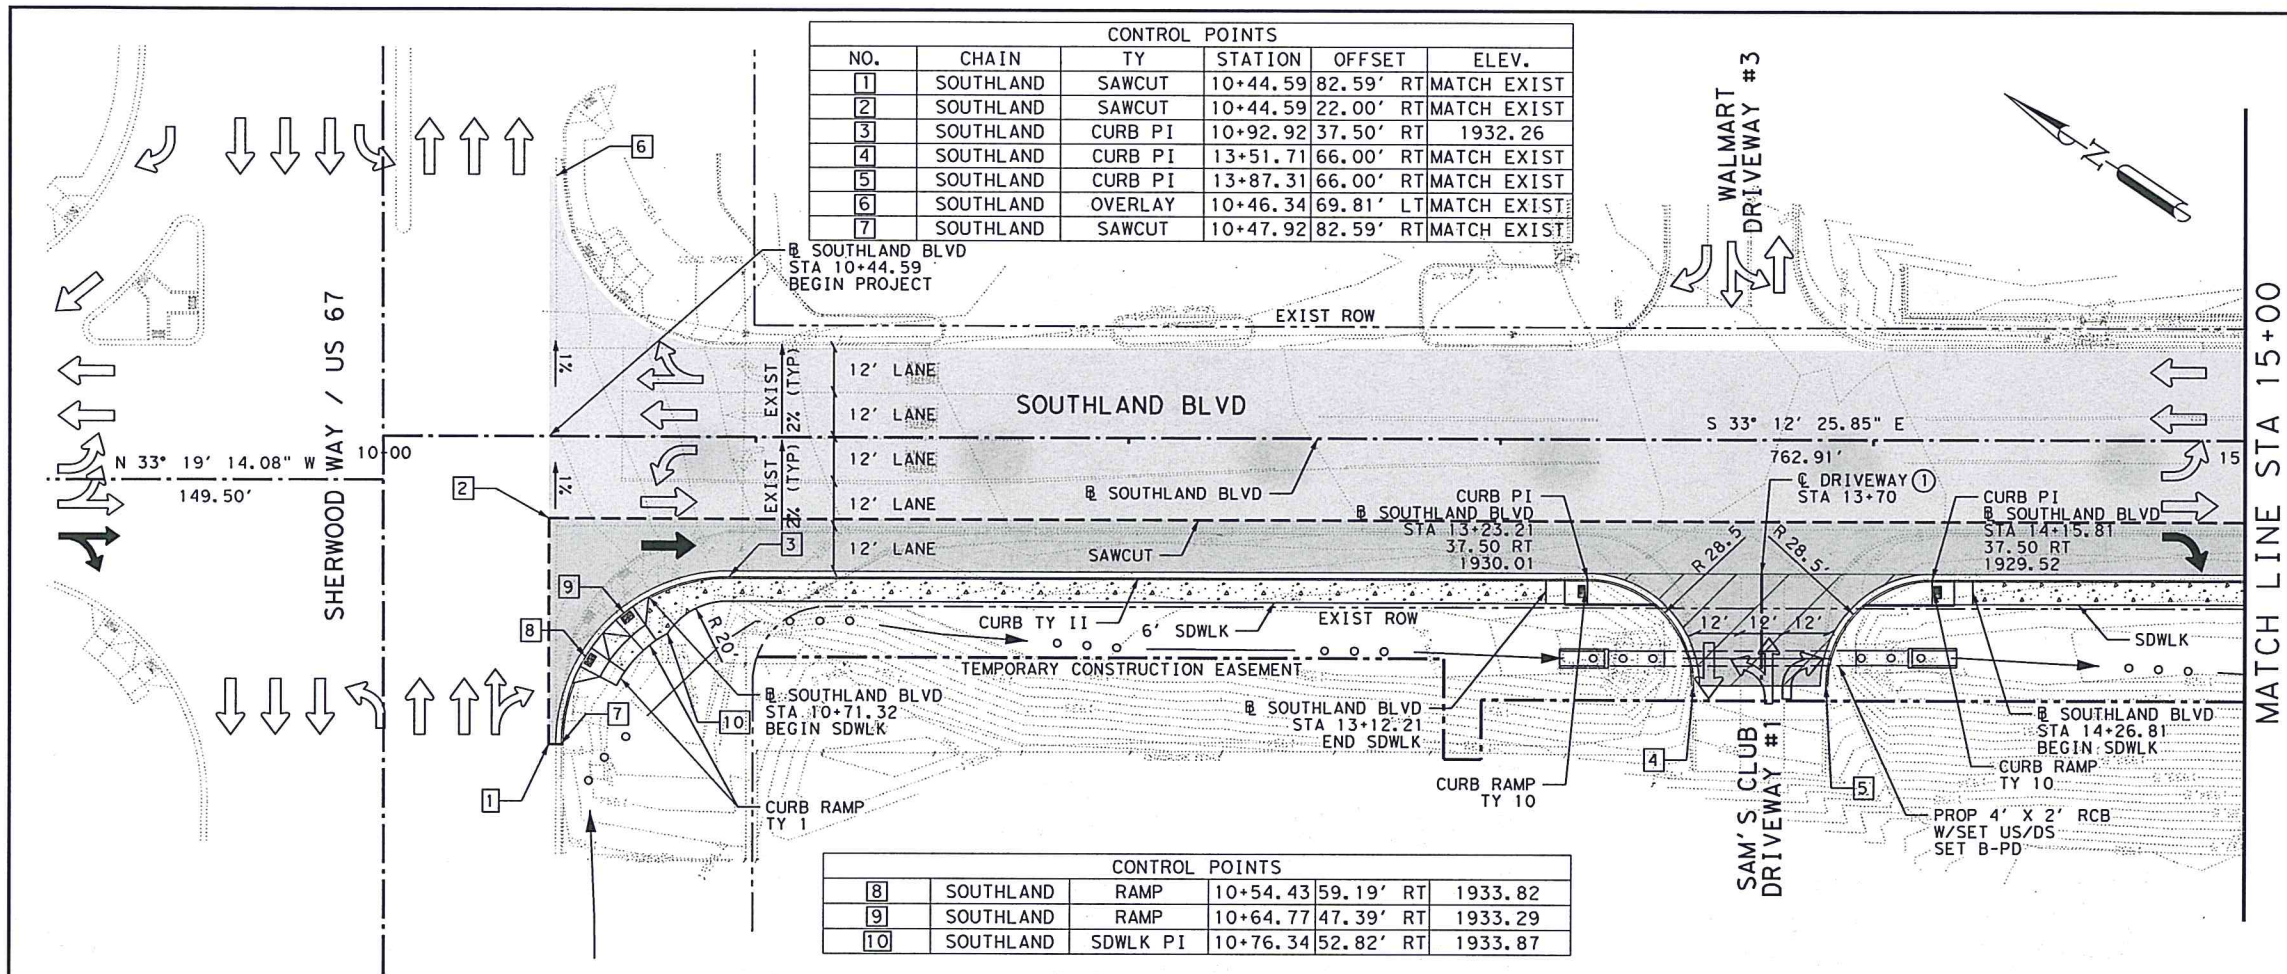 CONTROL POINTS
NO. CHAIN TY STATION OFFSET ELEV.
1 SOUTHLAND SAWCUT 10+44.59 82.59' RT MATCH EXIST
2 SOUTHLAND SAWCUT 10+44.59 22.00' RT MATCH EXIST
3 SOUTHLAND CURB PI 10+92.92 37.50' RT 1932.26
4 SOUTHLAND CURB PI 13+51.71 66.00' RT MATCH EXIST
5 SOUTHLAND CURB PI 13+87.31 66.00' RT MATCH EXIST
6 SOUTHLAND OVERLAY 10+46.34 69.81' LT MATCH EXIST
7 SOUTHLAND SAWCUT 10+47.92 82.59' RT MATCH EXIST
WALMART
DRIVEWAY #3
N
6
℄ SOUTHLAND BLVD
STA 10+44.59
BEGIN PROJECT
EXIST ROW
SHERWOOD WAY / US 67
N 33° 19' 14.08" W
149.50'
10+00
1%
1%
EXIST
2% (TYP)
EXIST
2% (TYP)
12' LANE
12' LANE
12' LANE
12' LANE
12' LANE
SOUTHLAND BLVD
S 33° 12' 25.85" E
762.91'
15
MATCH LINE STA 15+00
2
℄ SOUTHLAND BLVD
SAWCUT
3
CURB PI
℄ SOUTHLAND BLVD
STA 13+23.21
37.50 RT
1930.01
℄ DRIVEWAY 1
STA 13+70
CURB PI
℄ SOUTHLAND BLVD
STA 14+15.81
37.50 RT
1929.52
R 28.5'
R 28.5'
9
8
R 20'
CURB TY II
6' SDWLK
EXIST ROW
12' 12' 12'
SDWLK
TEMPORARY CONSTRUCTION EASEMENT
7
10
℄ SOUTHLAND BLVD
STA 10+71.32
BEGIN SDWLK
℄ SOUTHLAND BLVD
STA 13+12.21
END SDWLK
℄ SOUTHLAND BLVD
STA 14+26.81
BEGIN SDWLK
1
CURB RAMP
TY 1
CURB RAMP
TY 10
4
SAM'S CLUB
DRIVEWAY #1
5
CURB RAMP
TY 10
PROP 4' X 2' RCB
W/SET US/DS
SET B-PD
CONTROL POINTS
8 SOUTHLAND RAMP 10+54.43 59.19' RT 1933.82
9 SOUTHLAND RAMP 10+64.77 47.39' RT 1933.29
10 SOUTHLAND SDWLK PI 10+76.34 52.82' RT 1933.87